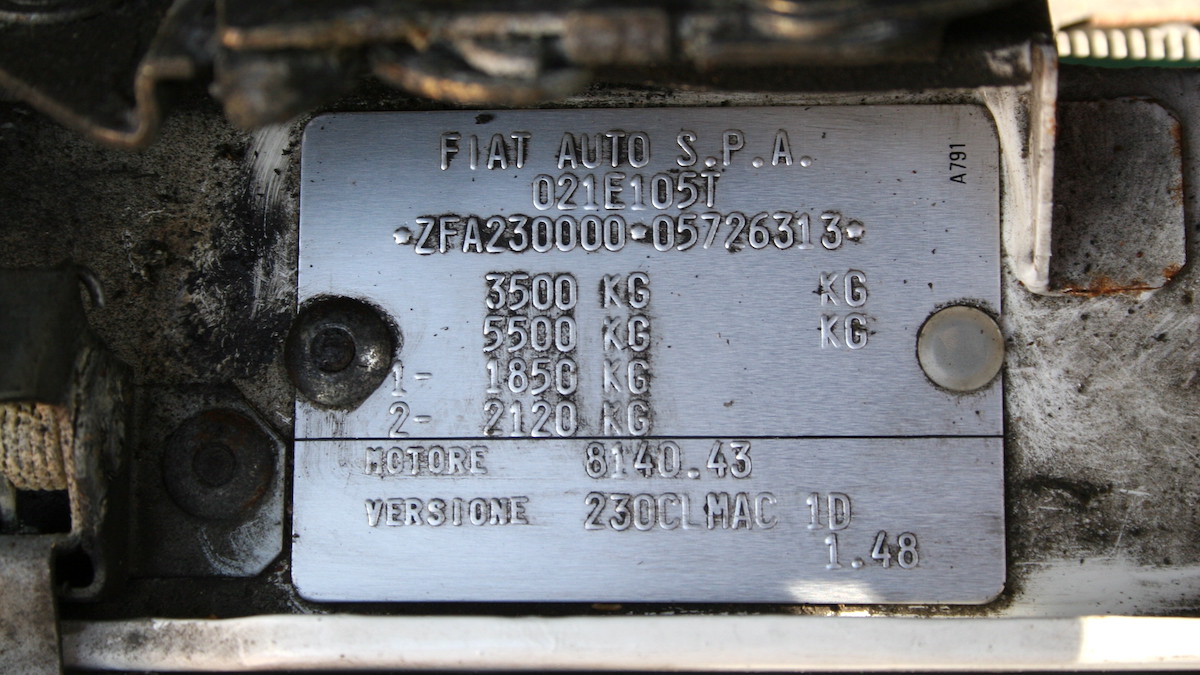 FIAT AUTO S.P.A.
A791
021E105T
*ZFA230000*05726313*
3500 KG KG
5500 KG KG
1- 1850 KG
2- 2120 KG
MOTORE 8140.43
VERSIONE 230CLMAC 1D
1.48